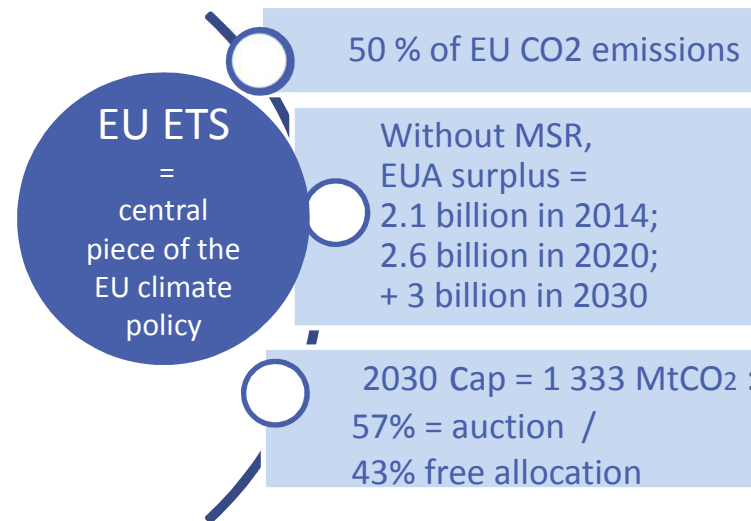 EU ETS
=
central
piece of the
EU climate
policy
50 % of EU CO2 emissions
Without MSR,
EUA surplus =
2.1 billion in 2014;
2.6 billion in 2020;
+ 3 billion in 2030
2030 Cap = 1 333 MtCO2 :
57% = auction /
43% free allocation